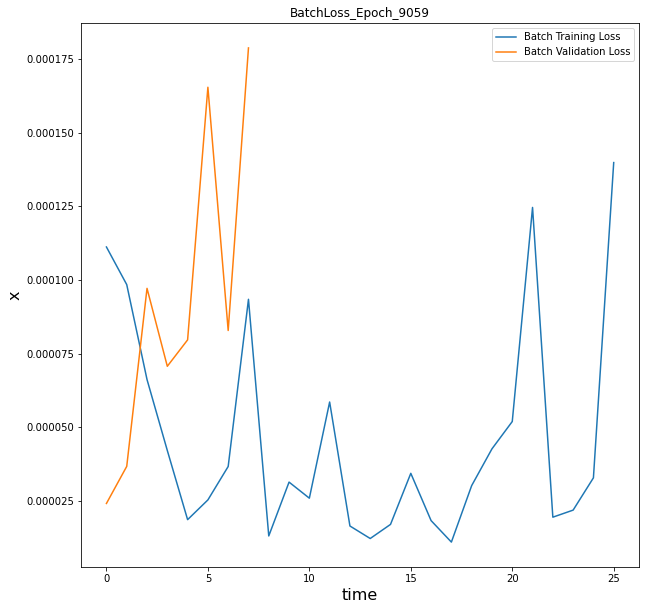 BatchLoss_Epoch_9059
Batch Training Loss
Batch Validation Loss
0.000175
0.000150
0.000125
0.000100
0.000075
0.000050
0.000025
x
0 5 10 15 20 25
time